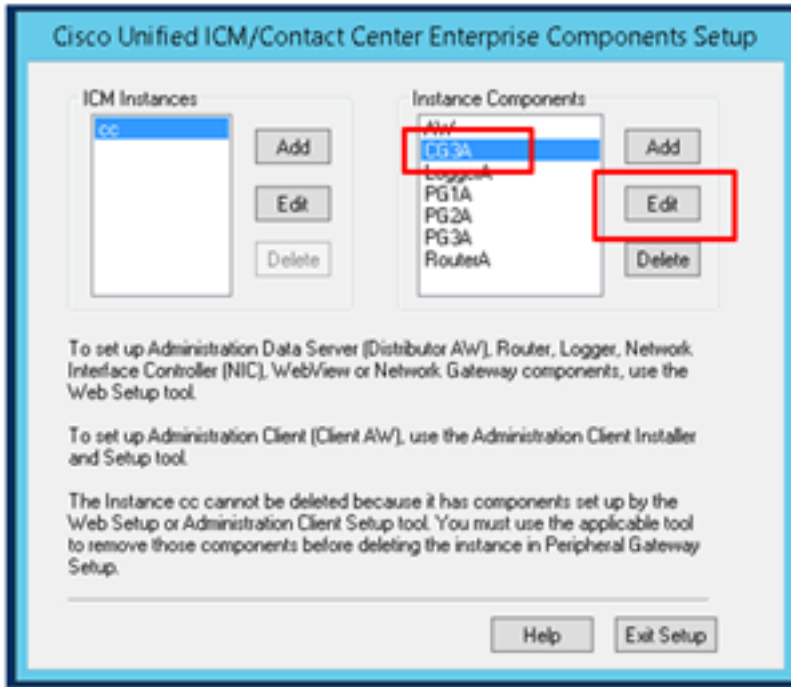 Cisco Unified ICM/Contact Center Enterprise Components Setup
ICM Instances
cc
Add
Edit
Delete
Instance Components
AW
CG3A
LoggerA
PG1A
PG2A
PG3A
RouterA
Add
Edit
Delete
To set up Administration Data Server (Distributor AW), Router, Logger, Network
Interface Controller (NIC), WebView or Network Gateway components, use the
Web Setup tool.
To set up Administration Client (Client AW), use the Administration Client Installer
and Setup tool.
The Instance cc cannot be deleted because it has components set up by the
Web Setup or Administration Client Setup tool. You must use the applicable tool
to remove those components before deleting the instance in Peripheral Gateway
Setup.
Help
Exit Setup